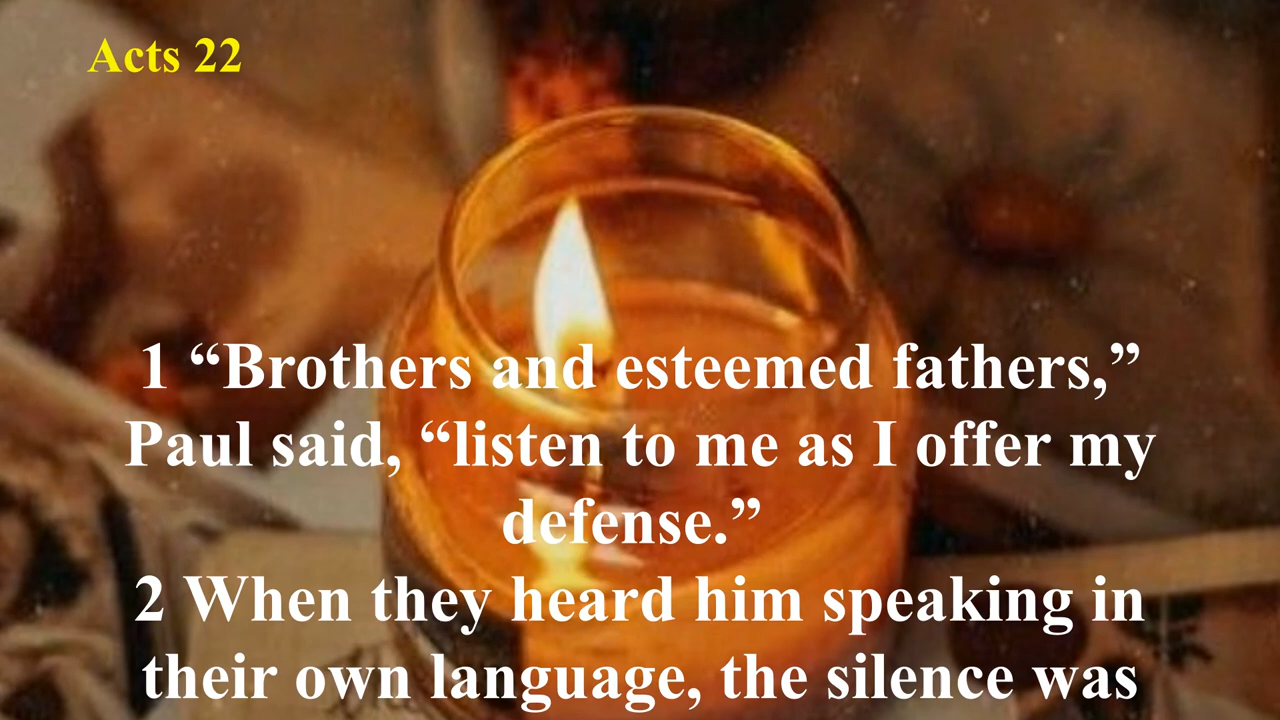 Acts 22
1 “Brothers and esteemed fathers,”
Paul said, “listen to me as I offer my
defense.”
2 When they heard him speaking in
their own language, the silence was